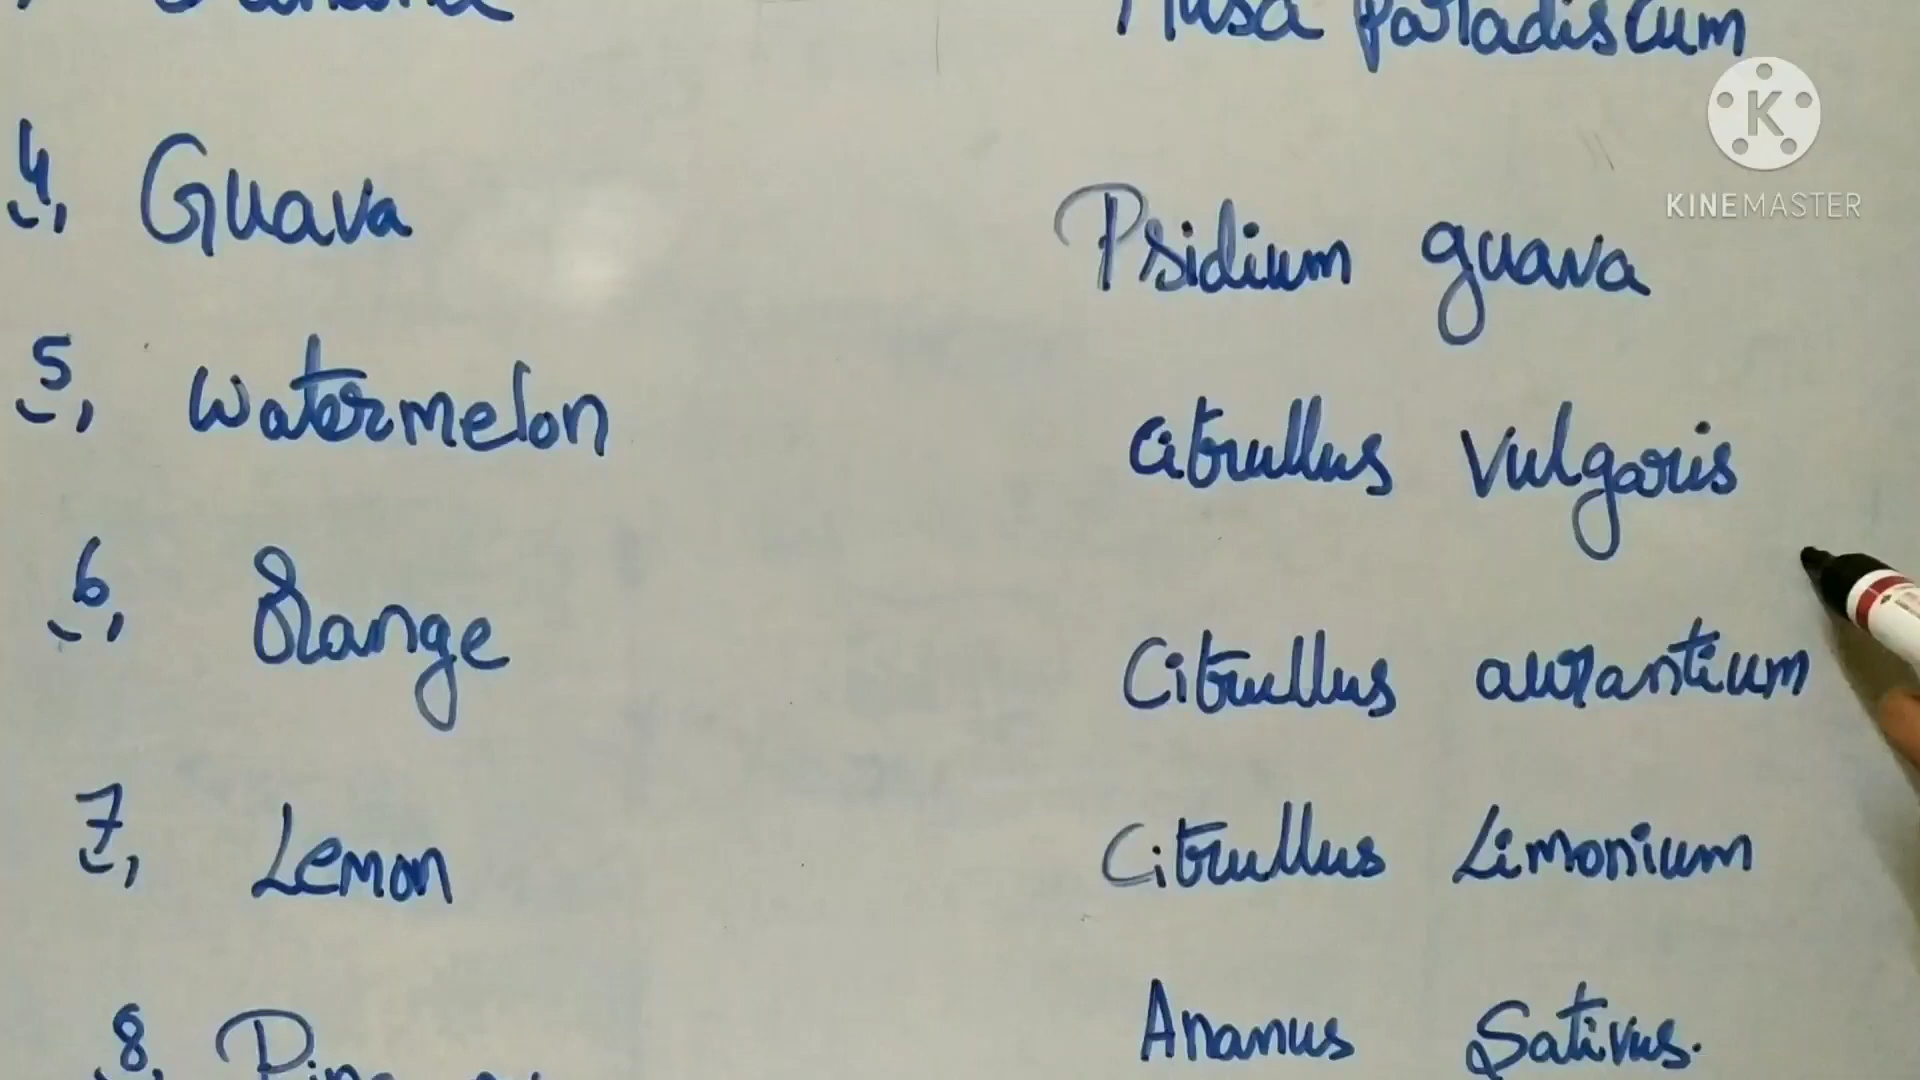 Musa paradiscum
4, Guava Psidium guava
K
KINEMASTER
5, Watermelon Citrullus Vulgaris
6, Orange Citrullus aurantium
7, Lemon Citrullus Limonium
8, Ananus Sativus.